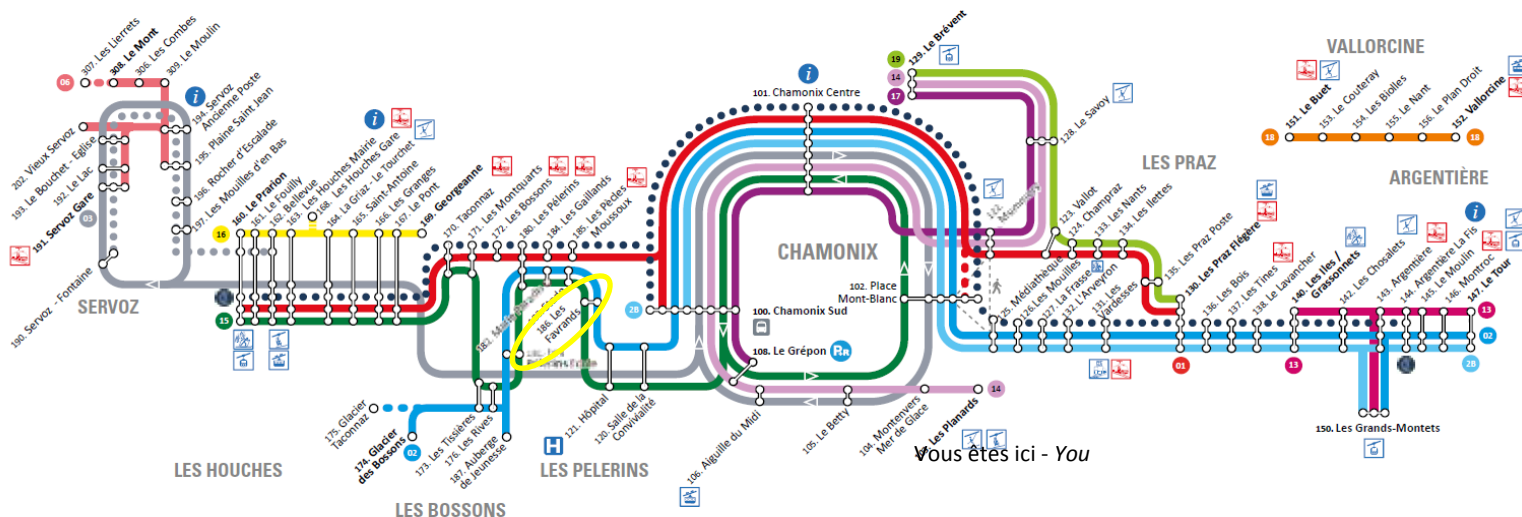 307. Les Lierrets
308. Le Mont
306. Les Combes
309. Le Moulin
06
194. Servoz
Ancienne Poste
195. Plaine Saint Jean
196. Rocher d'Escalade
197. Les Mouilles d'en Bas
202. Vieux Servoz
193. Le Bouchet - Eglise
192. Le Lac
191. Servoz Gare
03
190. Servoz - Fontaine
SERVOZ
160. Le Prarion
161. Le Pouilly
162. Bellevue
163. Les Houches Mairie
168. Les Houches Gare
164. La Griaz - Le Tourchet
165. Saint-Antoine
166. Les Granges
167. Le Pont
169. Georgeanne
16
15
LES HOUCHES
170. Taconnaz
171. Les Montquarts
172. Les Bossons
180. Les Pélerins
184. Les Gaillands
185. Les Pècles
Moussoux
186. Les
Favrands
175. Glacier
Taconnaz
174. Glacier
des Bossons
02
173. Les Tissières
176. Les Rives
187. Auberge
de Jeunesse
LES BOSSONS
H
LES PELERINS
121. Hôpital
120. Salle de la
Convivialité
2B
101. Chamonix Centre
CHAMONIX
102. Place
Mont-Blanc
100. Chamonix Sud
108. Le Grépon
P+R
106. Aiguille du Midi
105. Le Betty
104. Montenvers
Mer de Glace
Les Planards
14
Vous êtes ici - You
19
14
17
129. Le Brévent
128. Le Savoy
LES PRAZ
123. Vallot
124. Champraz
133. Les Nants
134. Les Ilettes
135. Les Praz Poste
130. Les Praz Flégère
25. Médiathèque
126. Les Mouilles
127. La Frasse
132. L'Arveyron
131. Les
Tardesses
01
136. Les Bois
137. Les Tines
138. Le Lavancher
140. Les Iles /
Grassonnets
13
142. Les Chosalets
143. Argentière
144. Argentière La Fis
145. Le Moulin
146. Montroc
147. Le Tour
13
02
2B
150. Les Grands-Montets
ARGENTIÈRE
VALLORCINE
18
151. Le Buet
153. Le Couteray
154. Les Biolles
155. Le Nant
156. Le Plan Droit
152. Vallorcine
18